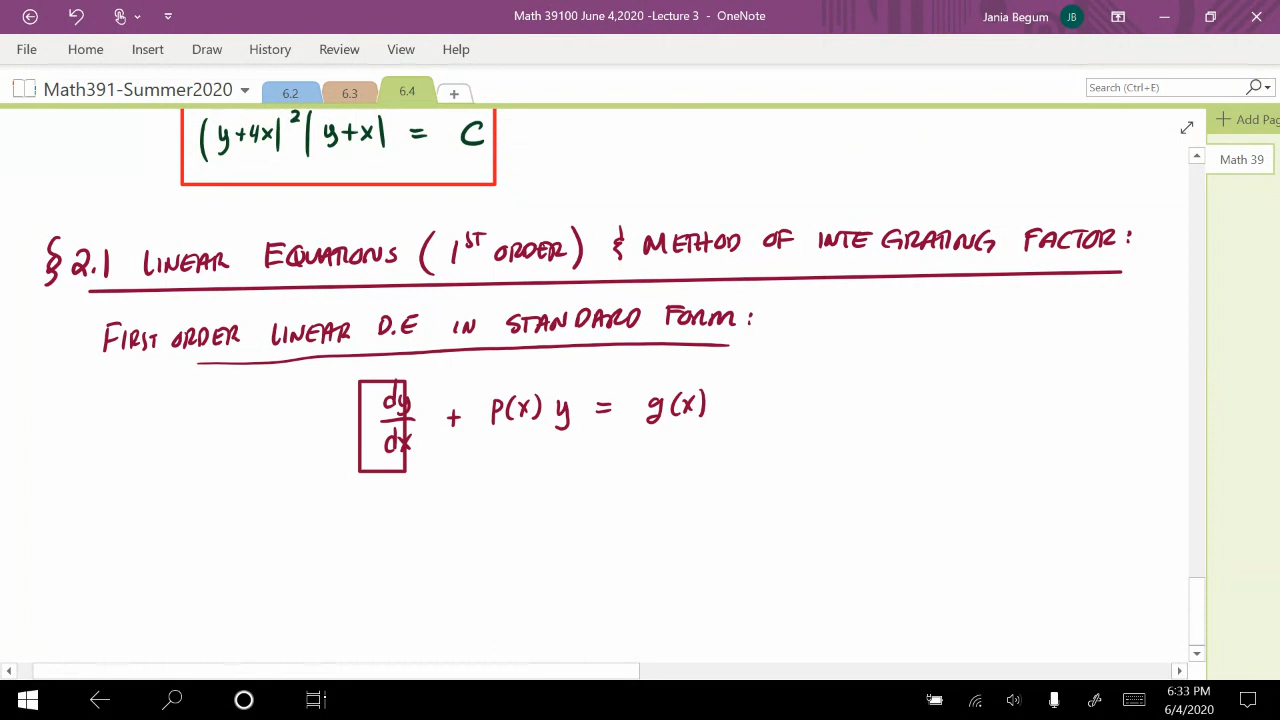 Math 39100 June 4,2020 -Lecture 3 - OneNote
Jania Begum JB
File Home Insert Draw History Review View Help
Math391-Summer2020 6.2 6.3 6.4
Search (Ctrl+E)
Add Pag
Math 39
(y+4x|² |y+x| = C
§ 2.1 LINEAR EQUATIONS (1ST ORDER) & METHOD OF INTEGRATING FACTOR:
FIRST ORDER LINEAR D.E IN STANDARD FORM:
dy/dx + p(x) y = g(x)
6:33 PM
6/4/2020